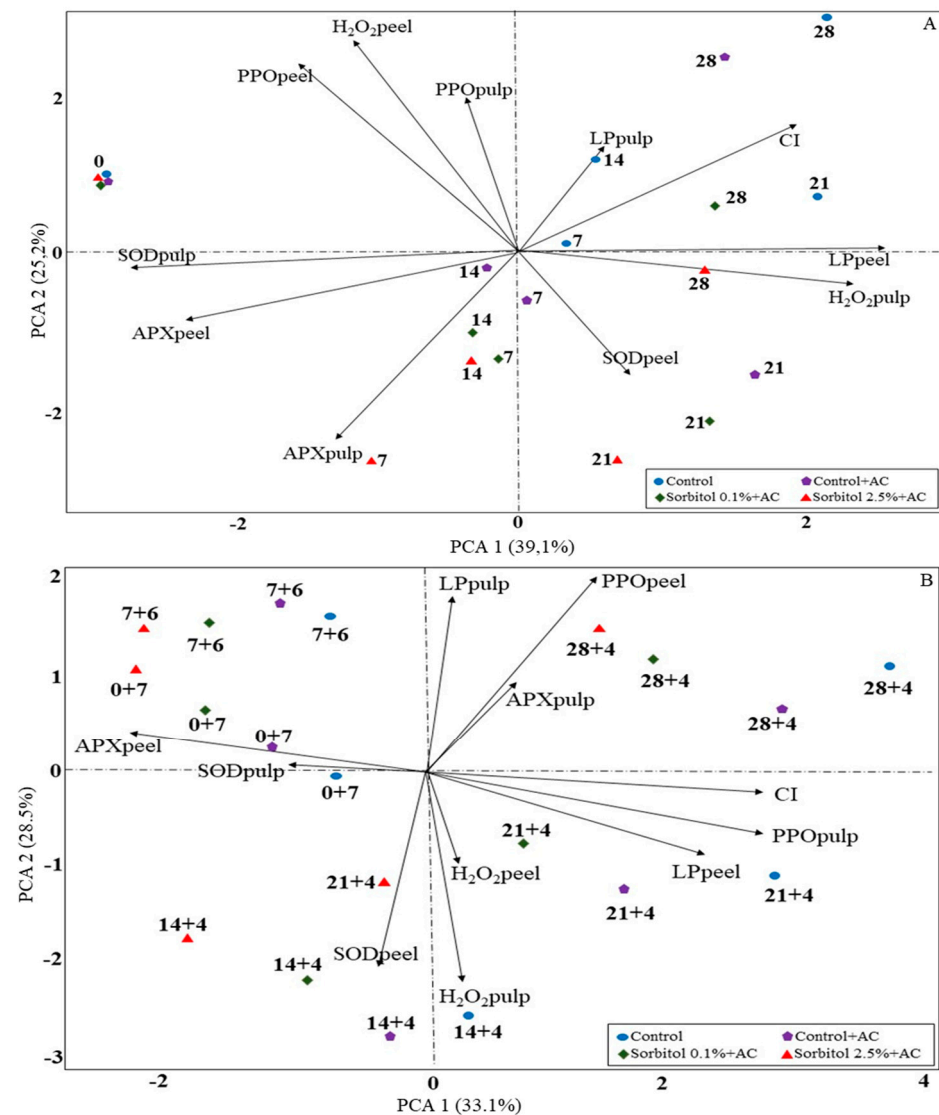 A
H₂O₂peel
28
28
PPOpeel
2
PPOpulp
LPpulp
CI
14
0
21
28
7
0
SODpulp
LPpeel
14
28
H₂O₂pulp
7
APXpeel
14
7
SODpeel
14
21
-2
21
APXpulp
7
21
PCA 2 (25.2%)
Control
Control+AC
Sorbitol 0.1%+AC
Sorbitol 2.5%+AC
-2
0
2
PCA 1 (39,1%)
B
2
7+6
7+6
LPpulp
PPOpeel
7+6
7+6
28+4
28+4
28+4
1
0+7
APXpulp
28+4
0+7
0+7
APXpeel
SODpulp
0
0+7
CI
PPOpulp
21+4
LPpeel
H₂O₂peel
-1
21+4
21+4
21+4
14+4
-2
SODpeel
14+4
H₂O₂pulp
14+4
14+4
-3
PCA 2 (28.5%)
Control
Control+AC
Sorbitol 0.1%+AC
Sorbitol 2.5%+AC
-2
0
2
4
PCA 1 (33.1%)